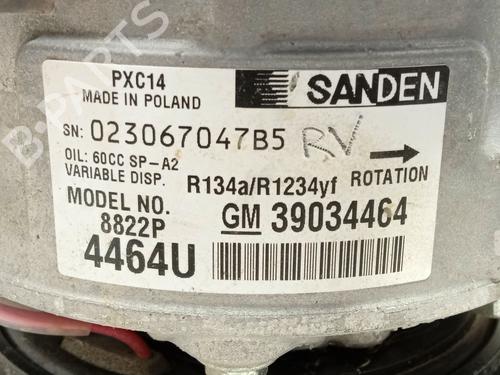 PXC14
MADE IN POLAND
SANDEN
SN: 023067047B5
RV
OIL: 60CC SP-A2
VARIABLE DISP.
R134a/R1234yf
ROTATION
MODEL NO.
8822P
GM 39034464
4464U
B-PARTS